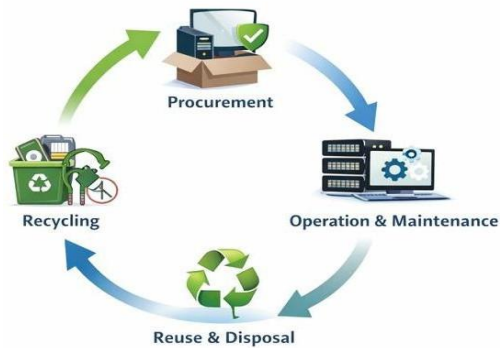 Procurement
Operation & Maintenance
Reuse & Disposal
Recycling